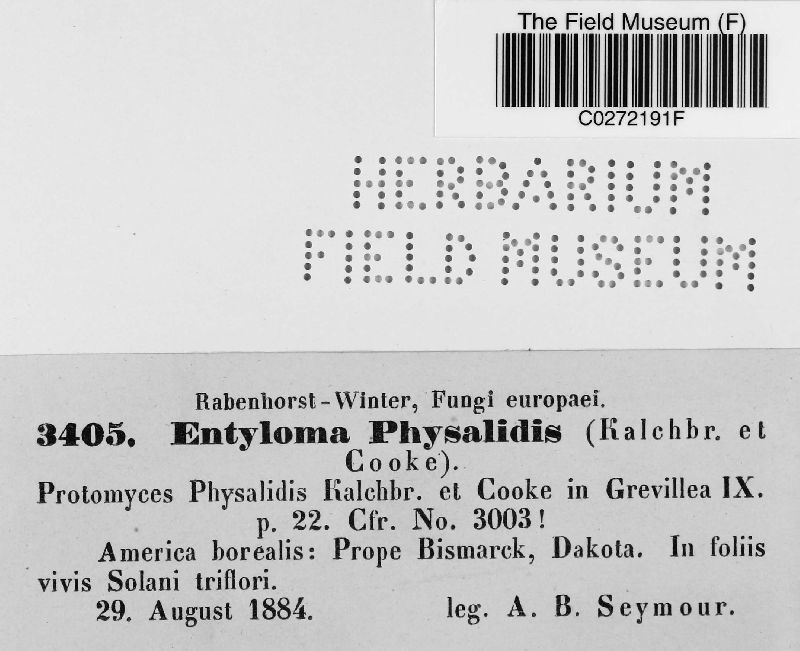 The Field Museum (F)
C0272191F
HERBARIUM
FIELD MUSEUM
Rabenhorst-Winter, Fungi europaei.
3405. Entyloma Physalidis (Kalchbr. et
Cooke).
Protomyces Physalidis Kalchbr. et Cooke in Grevillea IX.
p. 22. Cfr. No. 3003!
America borealis: Prope Bismarck, Dakota. In foliis
vivis Solani triflori.
29. August 1884. leg. A. B. Seymour.